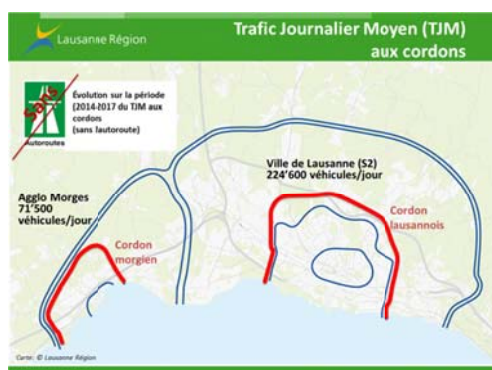 Lausanne Région
Trafic Journalier Moyen (TJM)
aux cordons
Sans
Autoroutes
Évolution sur la période
(2014-2017 du TJM aux
cordons
(sans lautoroute)
Ville de Lausanne (S2)
224'600 véhicules/jour
Agglo Morges
71'500
véhicules/jour
Cordon
lausannois
Cordon
morgien
Carte: © Lausanne Région